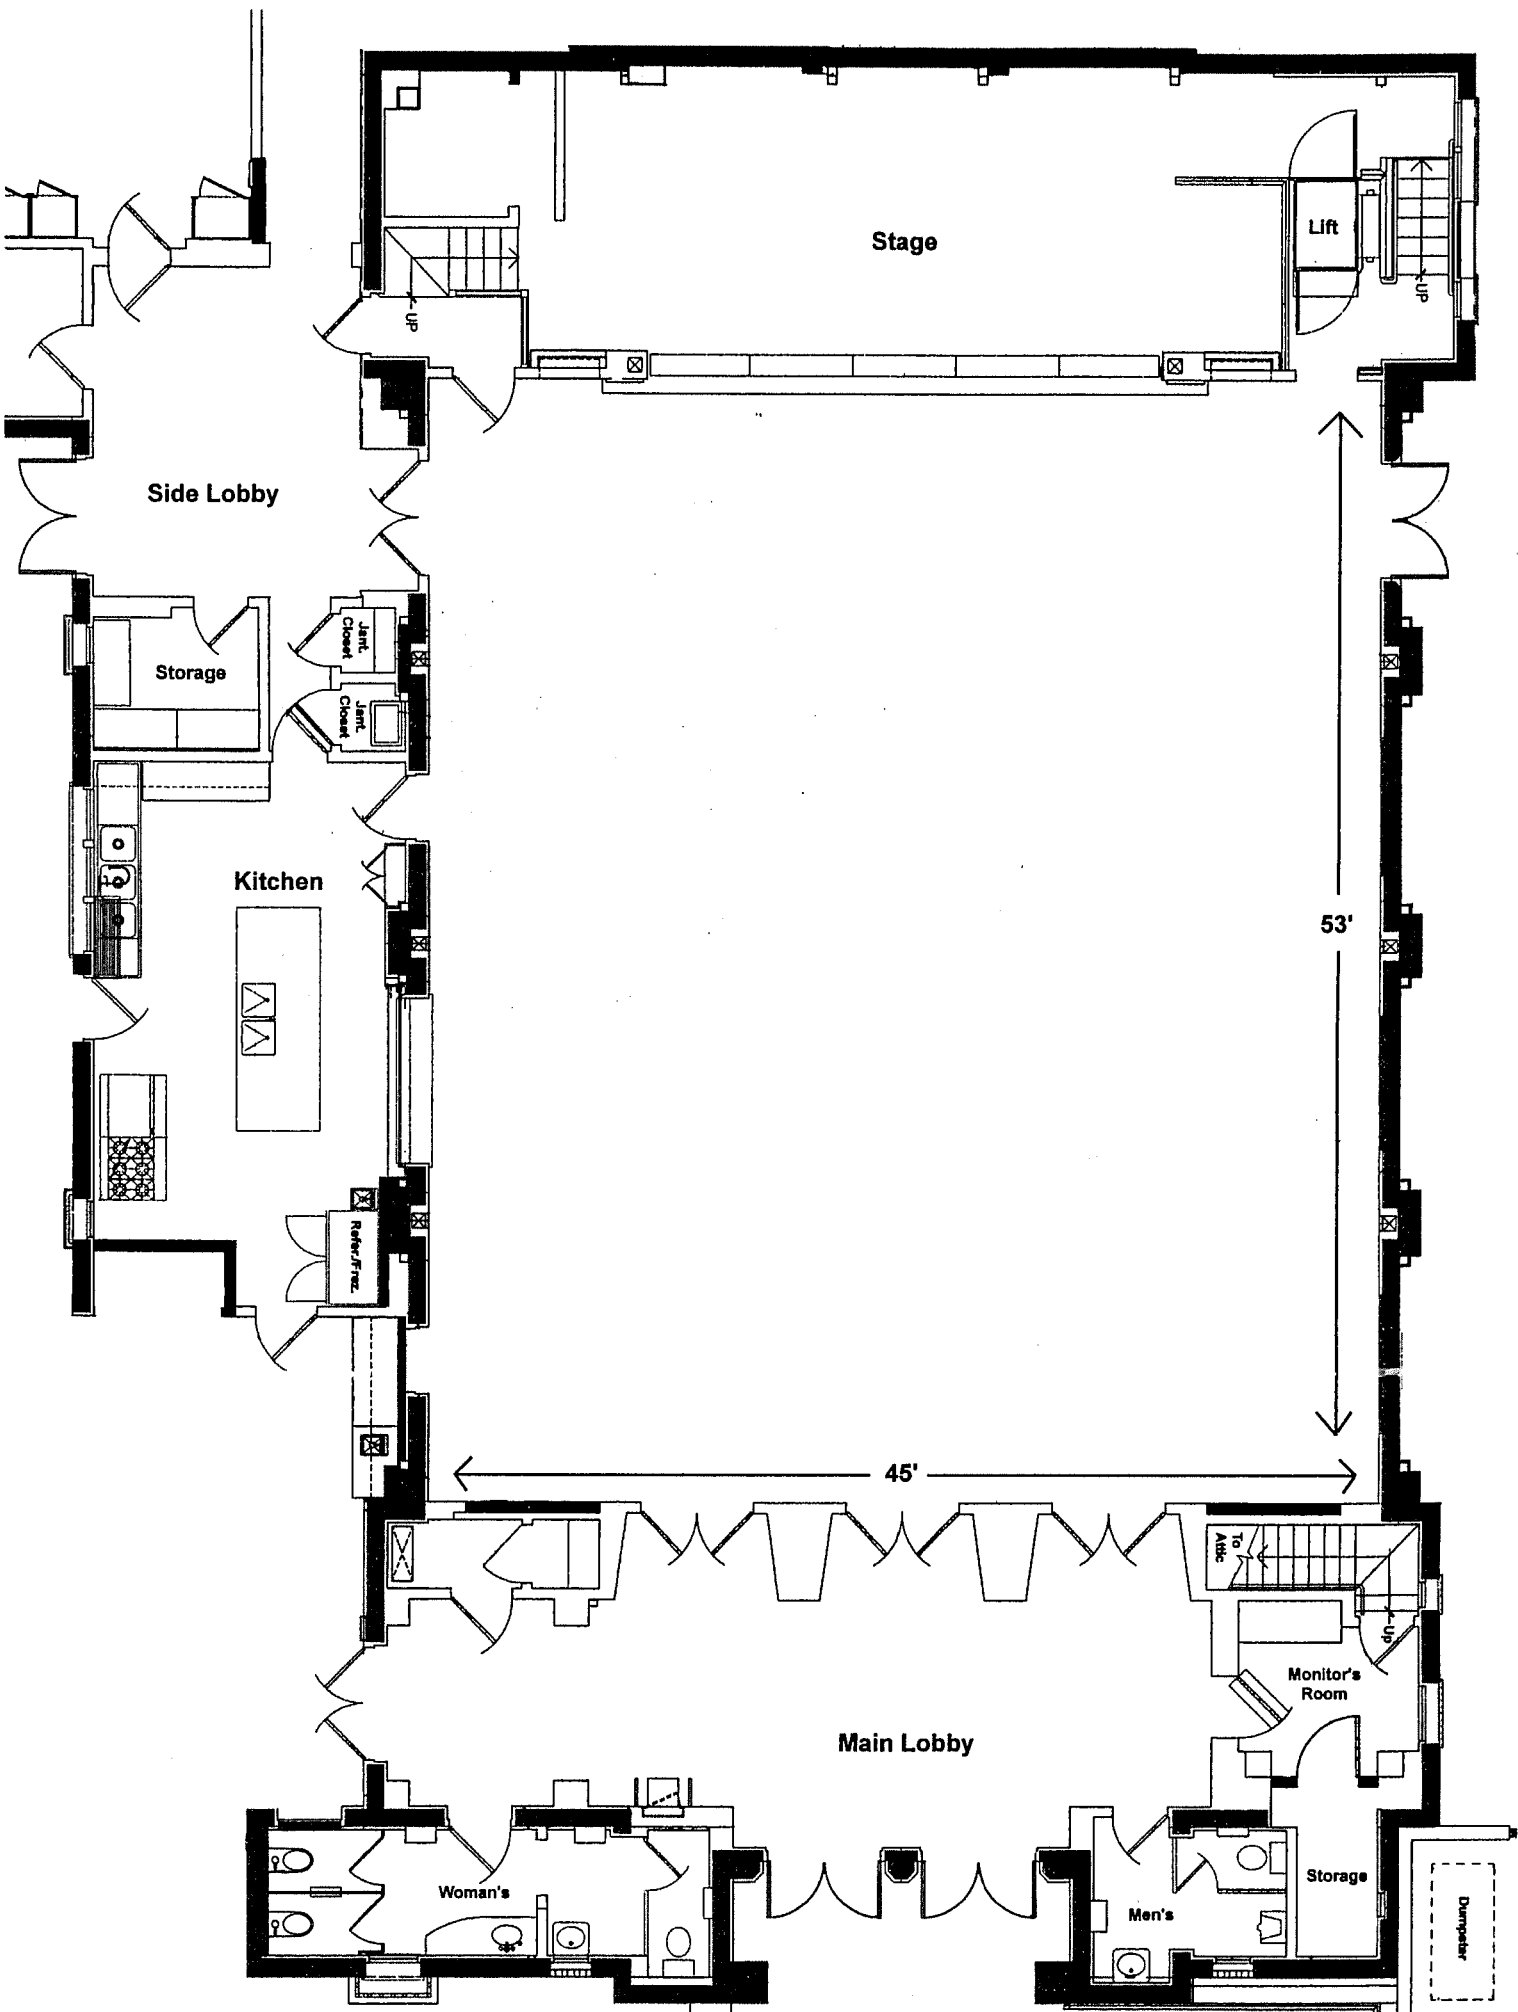 Stage
Lift
UP
UP
Side Lobby
Jant.
Closet
Storage
Jant.
Closet
Kitchen
53'
Refer./Frez.
45'
To
Attic
Up
Monitor's
Room
Main Lobby
Woman's
Storage
Men's
Dumpster